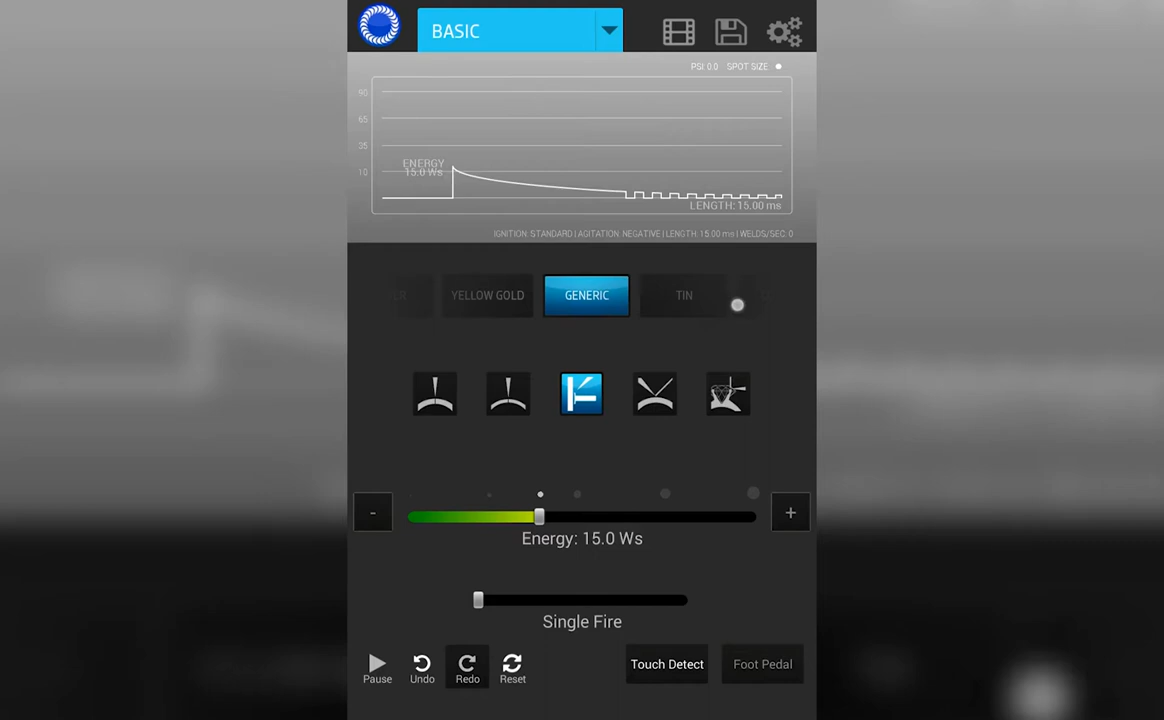 BASIC
PSI: 0.0 SPOT SIZE
95
65
35
10
ENERGY
15.0 Ws
LENGTH: 15.00 ms
IGNITION: STANDARD | AGITATION: NEGATIVE | LENGTH: 15.00 ms | WELDS/SEC: 0
YELLOW GOLD GENERIC TIN
- +
Energy: 15.0 Ws
Single Fire
Pause Undo Redo Reset Touch Detect Foot Pedal